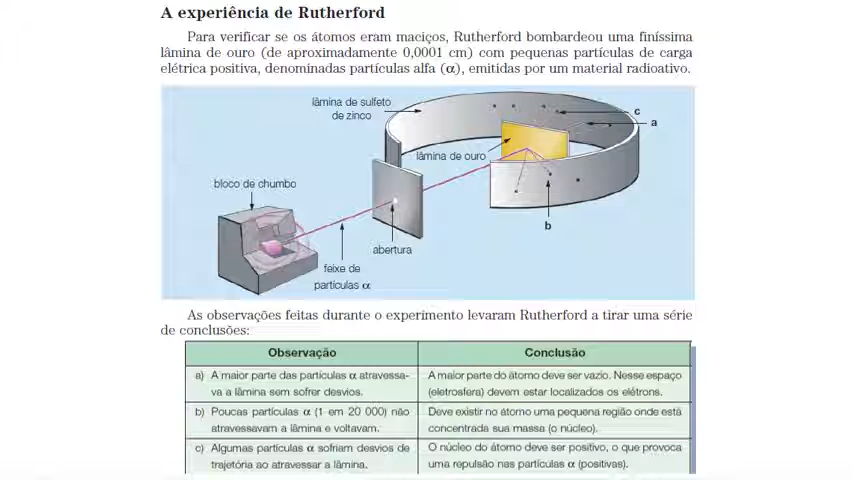 A experiência de Rutherford
Para verificar se os átomos eram maciços, Rutherford bombardeou uma finíssima
lâmina de ouro (de aproximadamente 0,0001 cm) com pequenas partículas de carga
elétrica positiva, denominadas partículas alfa (α), emitidas por um material radioativo.
lâmina de sulfeto
de zinco
c
a
lâmina de ouro
bloco de chumbo
b
abertura
feixe de
partículas α
As observações feitas durante o experimento levaram Rutherford a tirar uma série
de conclusões:
Observação
Conclusão
a) A maior parte das partículas α atravessa-
va a lâmina sem sofrer desvios.
A maior parte do átomo deve ser vazio. Nesse espaço
(eletrosfera) devem estar localizados os elétrons.
b) Poucas partículas α (1 em 20 000) não
atravessavam a lâmina e voltavam.
Deve existir no átomo uma pequena região onde está
concentrada sua massa (o núcleo).
c) Algumas partículas α sofriam desvios de
trajetória ao atravessar a lâmina.
O núcleo do átomo deve ser positivo, o que provoca
uma repulsão nas partículas α (positivas).